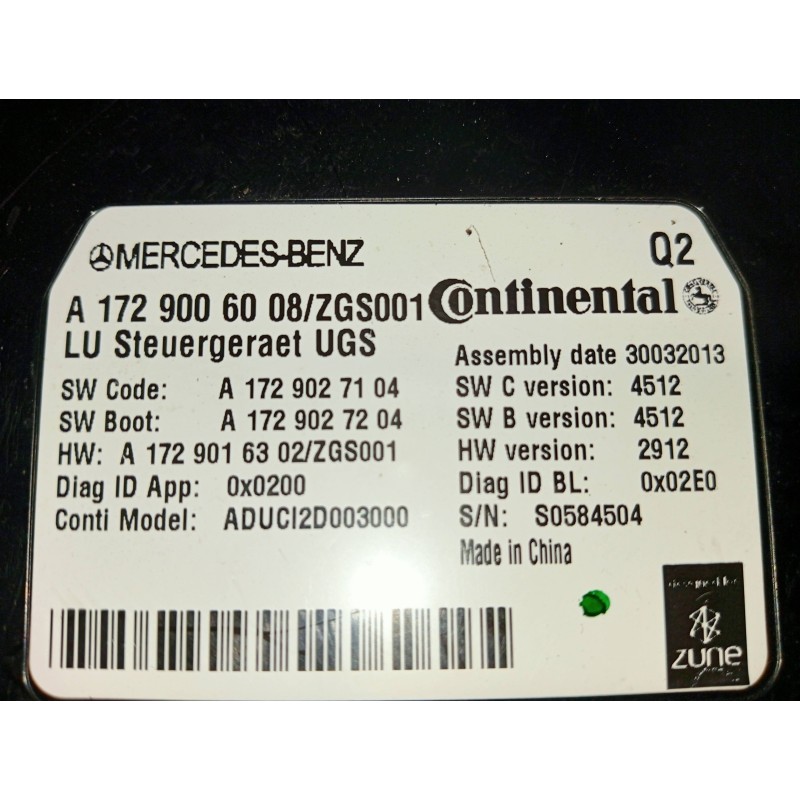 MERCEDES-BENZ Q2
A 172 900 60 08/ZGS001 Continental
LU Steuergeraet UGS
Assembly date 30032013
SW Code: A 172 902 71 04 SW C version: 4512
SW Boot: A 172 902 72 04 SW B version: 4512
HW: A 172 901 63 02/ZGS001 HW version: 2912
Diag ID App: 0x0200 Diag ID BL: 0x02E0
Conti Model: ADUCI2D003000 S/N: S0584504
Made in China
designed for
zune